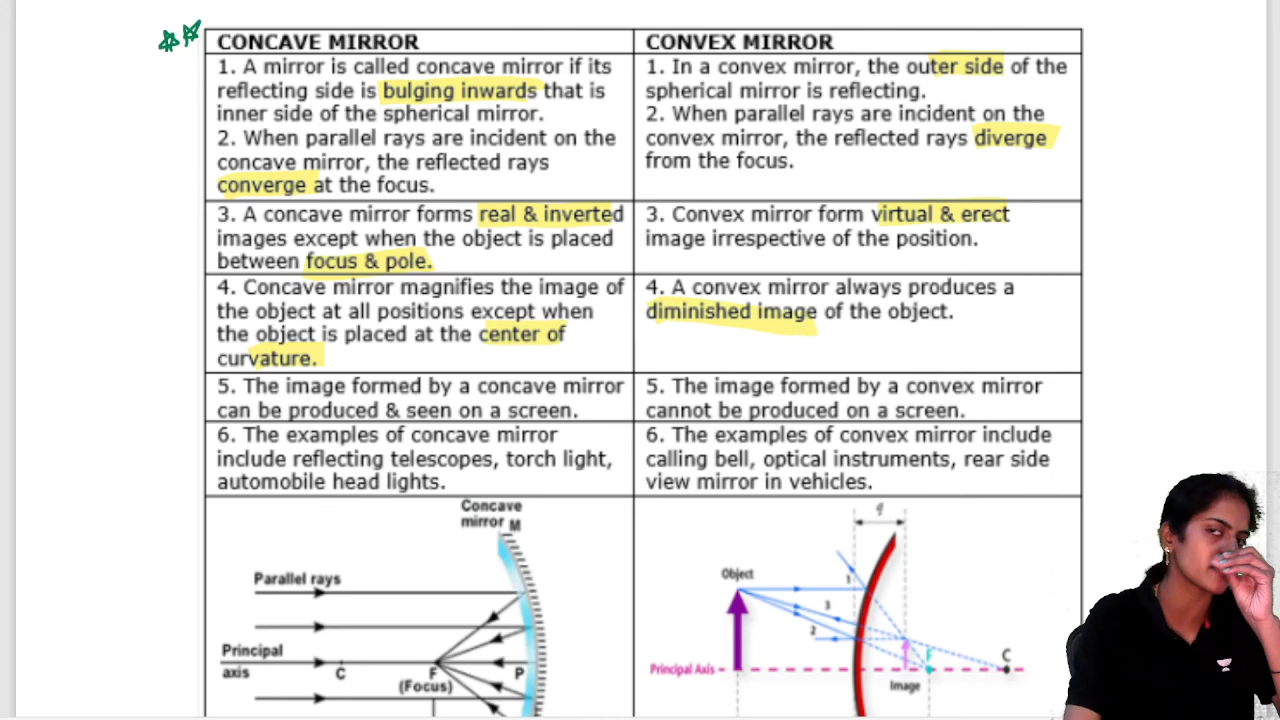 CONCAVE MIRROR
1. A mirror is called concave mirror if its
reflecting side is bulging inwards that is
inner side of the spherical mirror.
2. When parallel rays are incident on the
concave mirror, the reflected rays
converge at the focus.
3. A concave mirror forms real & inverted
images except when the object is placed
between focus & pole.
4. Concave mirror magnifies the image of
the object at all positions except when
the object is placed at the center of
curvature.
5. The image formed by a concave mirror
can be produced & seen on a screen.
6. The examples of concave mirror
include reflecting telescopes, torch light,
automobile head lights.
Concave
mirror M
Parallel rays
Principal
axis
C
F
(Focus)
P
CONVEX MIRROR
1. In a convex mirror, the outer side of the
spherical mirror is reflecting.
2. When parallel rays are incident on the
convex mirror, the reflected rays diverge
from the focus.
3. Convex mirror form virtual & erect
image irrespective of the position.
4. A convex mirror always produces a
diminished image of the object.
5. The image formed by a convex mirror
cannot be produced on a screen.
6. The examples of convex mirror include
calling bell, optical instruments, rear side
view mirror in vehicles.
Object
1
3
2
F
C
Principal Axis
Image